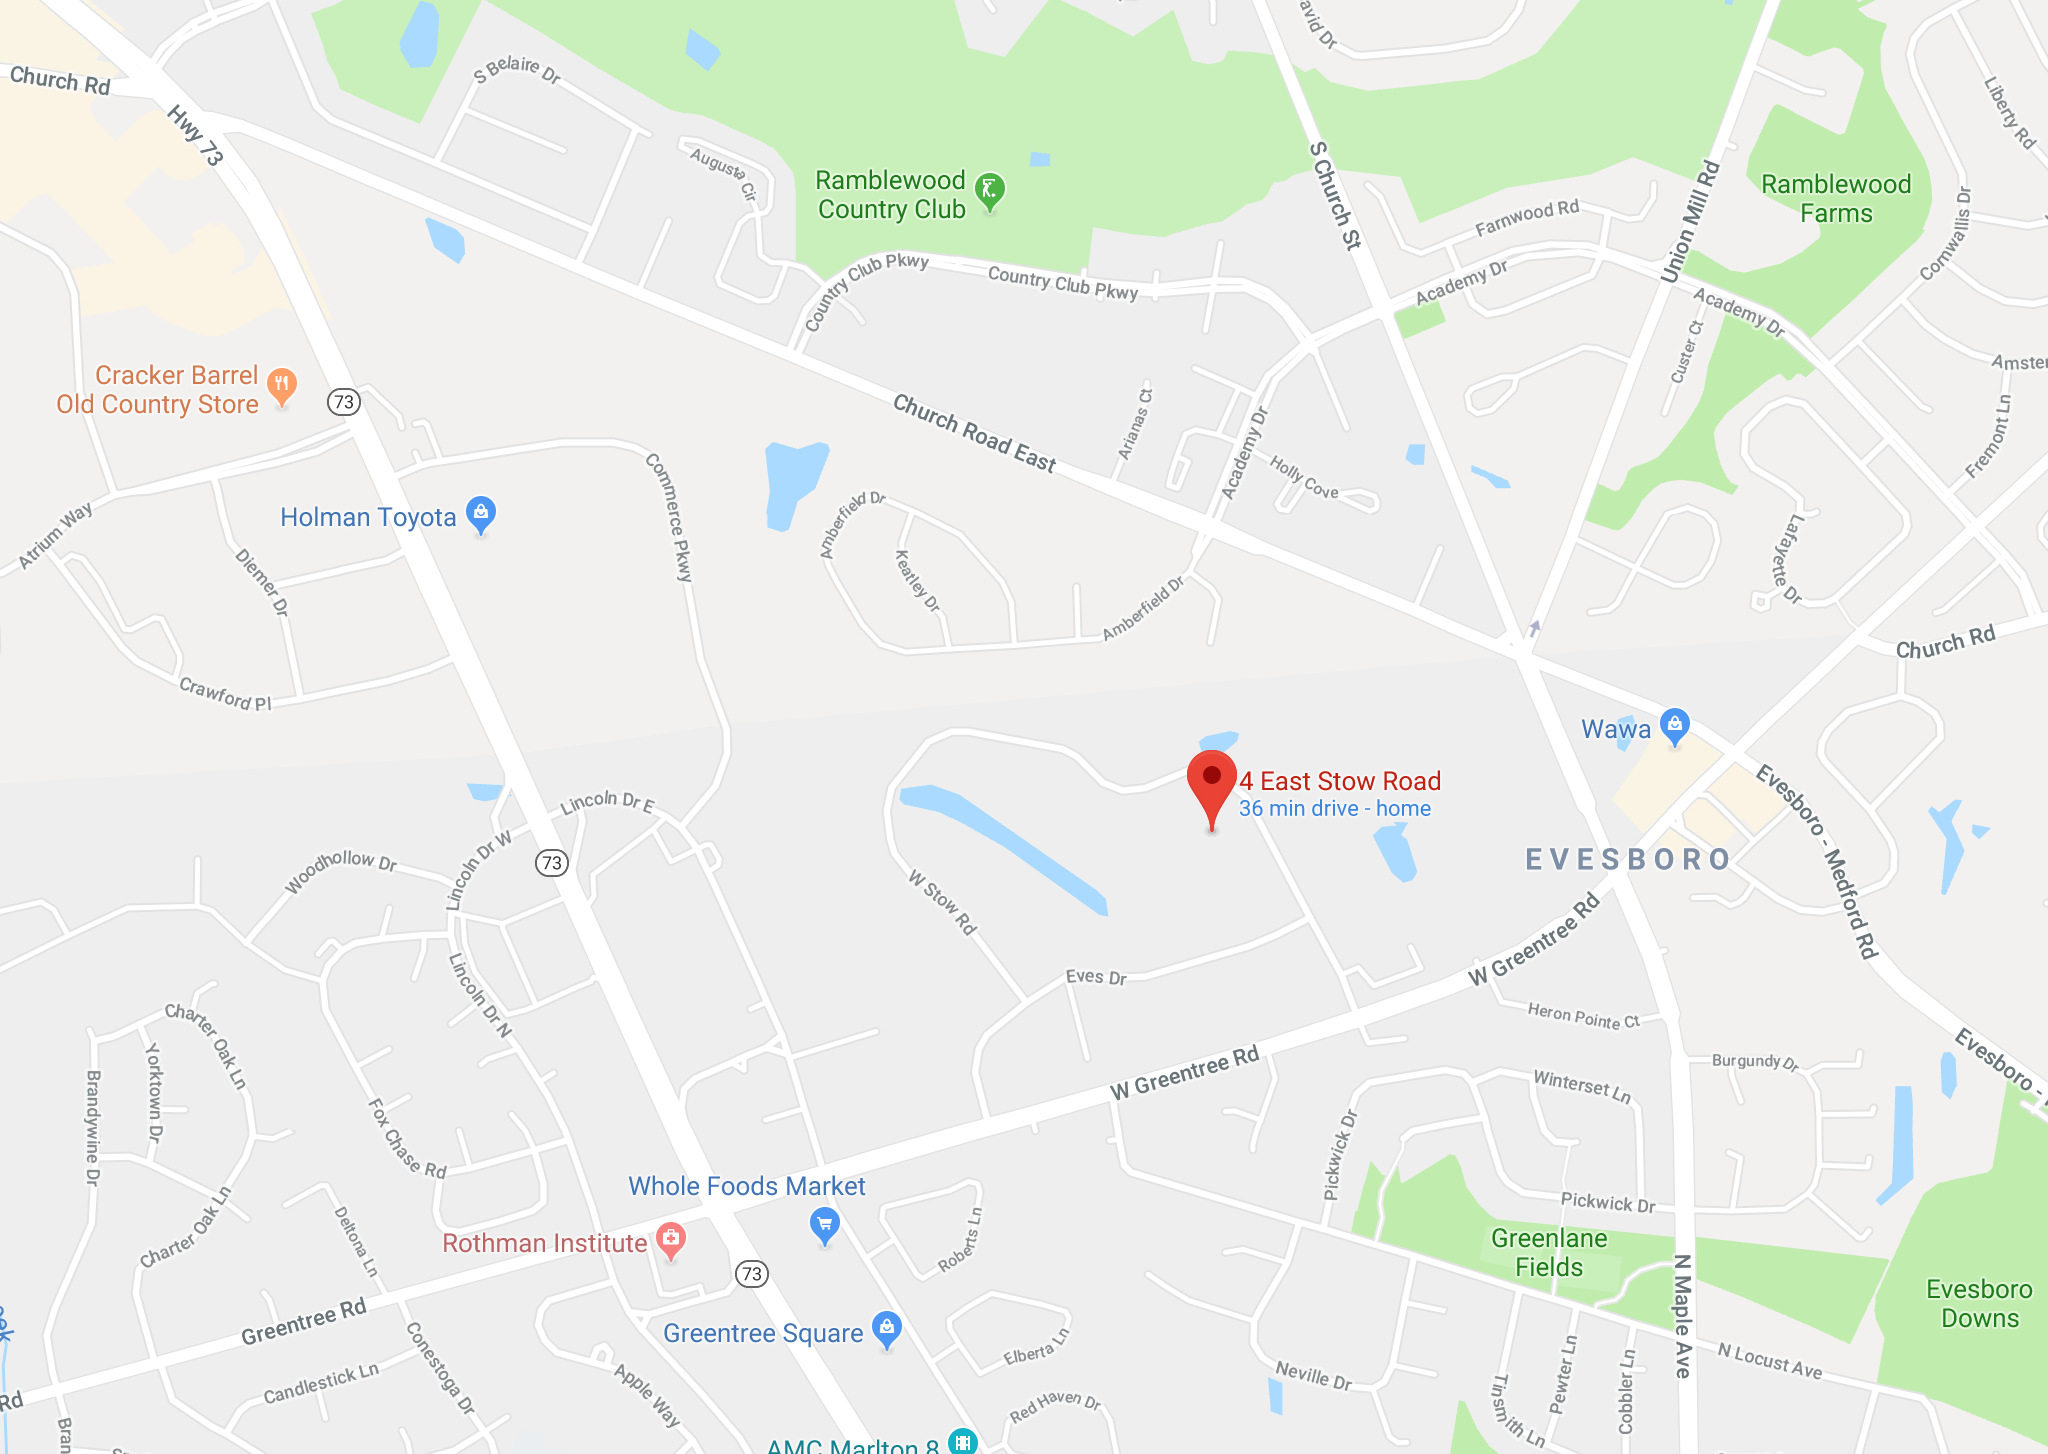 David Dr
Church Rd
S Belaire Dr
Hwy 73
Augusta Cir
Ramblewood
Country Club
S Church St
Liberty Rd
Ramblewood
Farms
Union Mill Rd
Farnwood Rd
Cornwallis Dr
Country Club Pkwy
Country Club Pkwy
Academy Dr
Academy Dr
Custer Ct
Amster
Cracker Barrel
Old Country Store
73
Church Road East
Arianas Ct
Academy Dr
Fremont Ln
Holly Cove
Commerce Pkwy
Holman Toyota
Atrium Way
Amberfield Dr
Keatley Dr
Diemer Dr
Lafayette Dr
Amberfield Dr
Church Rd
Crawford Pl
Wawa
4 East Stow Road
36 min drive - home
Lincoln Dr E
Evesboro - Medford Rd
Lincoln Dr W
73
Woodhollow Dr
EVESBORO
W Stow Rd
W Greentree Rd
Eves Dr
Lincoln Dr N
Heron Pointe Ct
Charter Oak Ln
Yorktown Dr
Brandywine Dr
W Greentree Rd
Burgundy Dr
Evesboro -
Winterset Ln
Fox Chase Rd
Pickwick Dr
Whole Foods Market
Pickwick Dr
Charter Oak Ln
Deltona Ln
Rothman Institute
Roberts Ln
73
Greenlane
Fields
N Maple Ave
Evesboro
Downs
eek
Greentree Rd
Greentree Square
Elberta Ln
Conestoga Dr
Candlestick Ln
Apple Way
Neville Dr
N Locust Ave
Pewter Ln
Cobbler Ln
Tinsmith Ln
Red Haven Dr
Rd
Bran
AMC Marlton 8